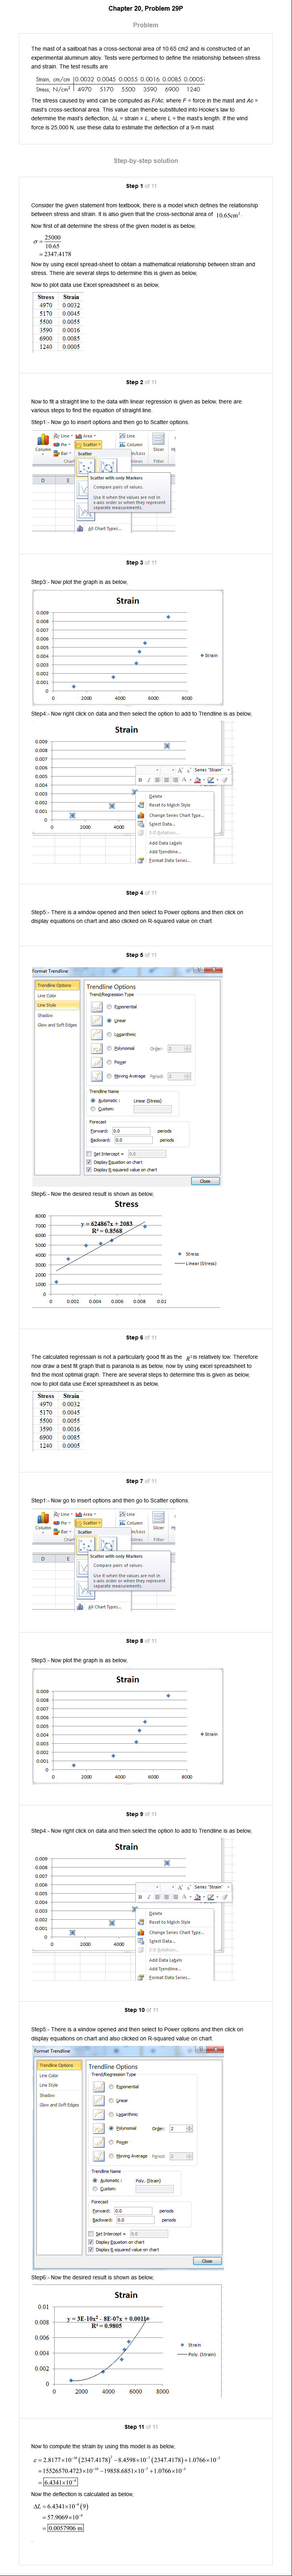 Chapter 20, Problem 29P
Problem
The mast of a sailboat has a cross-sectional area of 10.65 cm2 and is constructed of an
experimental aluminum alloy. Tests were performed to define the relationship between stress
and strain. The test results are
Strain, cm/cm 0.0032 0.0045 0.0055 0.0016 0.0085 0.0005
Stress, N/cm² 4970 5170 5500 3590 6900 1240
The stress caused by wind can be computed as F/Ac; where F = force in the mast and Ac =
mast's cross-sectional area. This value can thenbe substituted into Hooke's law to
determine the mast's deflection, ΔL = strain × L, where L = the mast's length. If the wind
force is 25,000 N, use these data to estimate the deflection of a 9-m mast.
Step-by-step solution
Step 1 of 11
Consider the given statement from textbook, there is a model which defines the relationship
between stress and strain. It is also given that the cross-sectional area of 10.65cm²
Now first of all determine the stress of the given model is as below,
σ = 25000
10.65
= 2347.4178
Now by using excel spread-sheet to obtain a mathematical relationship between strain and
stress. There are several steps to determine this is given as below,
Now to plot data use Excel spreadsheet is as below,
Stress Strain
4970 0.0032
5170 0.0045
5500 0.0055
3590 0.0016
6900 0.0085
1240 0.0005
Step 2 of 11
Now to fit a straight line to the data with linear regression is given as below, there are
various steps to find the equation of straight line.
Step1:- Now go to insert options and then go to Scatter options.
Line Area Line
Pie Scatter Column
Column Bar Scatter Slicer
Chart Filter
D E
Scatter with only Markers
Compare pairs of values.
Use it when the values are not in
x-axis order or when they represent
separate measurements.
All Chart Types...
Step 3 of 11
Step3:- Now plot the graph is as below,
Strain
0.009
0.008
0.007
0.006
0.005
0.004
0.003
0.002
0.001
0
0 2000 4000 6000 8000
Strain
Step4:- Now right click on data and then select the option to add to Trendline is as below,
Strain
0.009
0.008
0.007
0.006
0.005
0.004
0.003
0.002
0.001
0
0 2000 4000
Series "Strain"
Delete
Reset to Match Style
Change Series Chart Type...
Select Data...
3-D Rotation...
Add Data Labels
Add Trendline...
Format Data Series...
Step 4 of 11
Step5:- There is a window opened and then select to Power options and then click on
display equations on chart and also clicked on R-squared value on chart.
Step 5 of 11
Format Trendline
Trendline Options
Line Color
Line Style
Shadow
Glow and Soft Edges
Trendline Options
Trend/Regression Type
Exponential
Linear
Logarithmic
Polynomial Order: 2
Power
Moving Average Period: 2
Trendline Name
Automatic : Linear (Stress)
Custom:
Forecast
Forward: 0.0 periods
Backward: 0.0 periods
Set Intercept = 0.0
Display Equation on chart
Display R-squared value on chart
Close
Step6:- Now the desired result is shown as below,
Stress
8000
7000
6000
5000
4000
3000
2000
1000
0
y = 624867x + 2083
R² = 0.8568
0 0.002 0.004 0.006 0.008 0.01
Stress
Linear (Stress)
Step 6 of 11
The calculated regression is not a particularly good fit as the R² is relatively low. Therefore
now draw a best fit graph that is paranoia is as below, now by using excel spreadsheet to
find the most optimal graph. There are several steps to determine this is given as below,
now to plot data use Excel spreadsheet is as below,
Stress Strain
4970 0.0032
5170 0.0045
5500 0.0055
3590 0.0016
6900 0.0085
1240 0.0005
Step 7 of 11
Step1:- Now go to insert options and then go to Scatter options.
Line Area Line
Pie Scatter Column
Column Bar Scatter Slicer
Chart Filter
D E
Scatter with only Markers
Compare pairs of values.
Use it when the values are not in
x-axis order or when they represent
separate measurements.
All Chart Types...
Step 8 of 11
Step3:- Now plot the graph is as below,
Strain
0.009
0.008
0.007
0.006
0.005
0.004
0.003
0.002
0.001
0
0 2000 4000 6000 8000
Strain
Step 9 of 11
Step4:- Now right click on data and then select the option to add to Trendline is as below,
Strain
0.009
0.008
0.007
0.006
0.005
0.004
0.003
0.002
0.001
0
0 2000 4000
Series "Strain"
Delete
Reset to Match Style
Change Series Chart Type...
Select Data...
3-D Rotation...
Add Data Labels
Add Trendline...
Format Data Series...
Step 10 of 11
Step5:- There is a window opened and then select to Power options and then click on
display equations on chart and also clicked on R-squared value on chart.
Format Trendline
Trendline Options
Line Color
Line Style
Shadow
Glow and Soft Edges
Trendline Options
Trend/Regression Type
Exponential
Linear
Logarithmic
Polynomial Order: 2
Power
Moving Average Period: 2
Trendline Name
Automatic : Poly. (Strain)
Custom:
Forecast
Forward: 0.0 periods
Backward: 0.0 periods
Set Intercept = 0.0
Display Equation on chart
Display R-squared value on chart
Close
Step6:- Now the desired result is shown as below,
Strain
0.01
0.008
0.006
0.004
0.002
0
y = 3E-10x² - 8E-07x + 0.0011
R² = 0.9805
0 2000 4000 6000 8000
Strain
Poly. (Strain)
Step 11 of 11
Now to compute the strain by using this model is as below,
ε = 2.8177×10⁻¹⁰ (2347.4178)² − 8.4598×10⁻⁷ (2347.4178) + 1.0766×10⁻³
= 15526570.4723×10⁻¹⁰ − 19858.6851×10⁻⁷ + 1.0766×10⁻³
= 6.4341×10⁻⁴
Now the deflection is calculated as below,
ΔL = 6.4341×10⁻⁴ (9)
= 57.9069×10⁻⁴
= 0.0057906 m